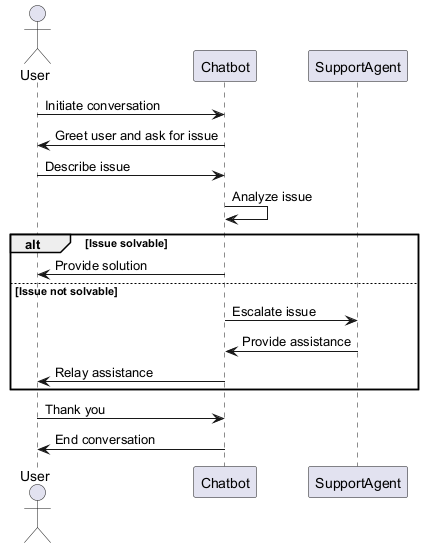 User
Chatbot
SupportAgent
Initiate conversation
Greet user and ask for issue
Describe issue
Analyze issue
alt
[Issue solvable]
Provide solution
[Issue not solvable]
Escalate issue
Provide assistance
Relay assistance
Thank you
End conversation
User
Chatbot
SupportAgent